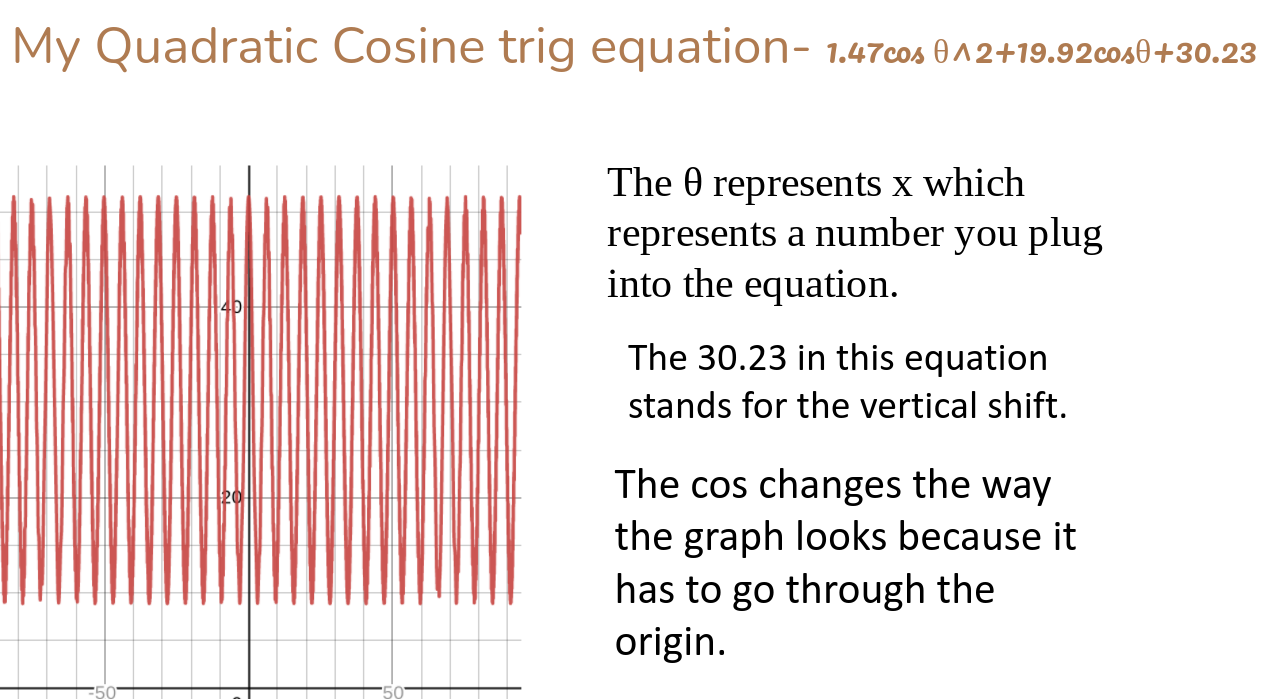 My Quadratic Cosine trig equation- 1.47cos θ^2+19.92cosθ+30.23
The θ represents x which
represents a number you plug
into the equation.
40
The 30.23 in this equation
stands for the vertical shift.
20
The cos changes the way
the graph looks because it
has to go through the
origin.
-50
50